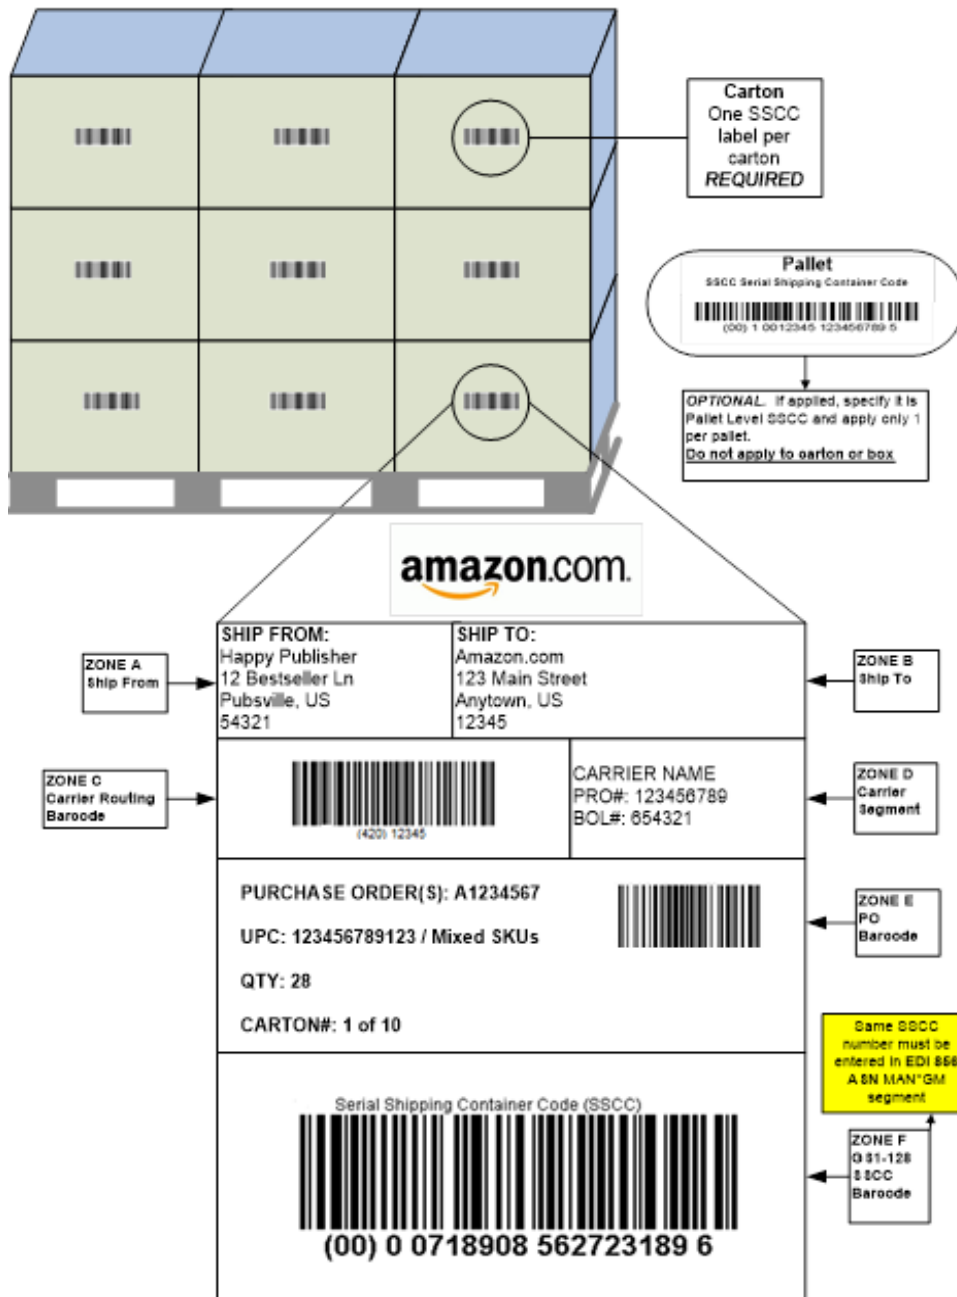 Carton
One SSCC
label per
carton
REQUIRED
Pallet
SSCC Serial Shipping Container Code
(00) 1 0012345 123456789 5
OPTIONAL. If applied, specify it is
Pallet Level SSCC and apply only 1
per pallet.
Do not apply to carton or box
amazon.com.
SHIP FROM:
Happy Publisher
12 Bestseller Ln
Pubsville, US
54321
SHIP TO:
Amazon.com
123 Main Street
Anytown, US
12345
ZONE A
Ship From
ZONE B
Ship To
ZONE C
Carrier Routing
Barcode
(420) 12345
CARRIER NAME
PRO#: 123456789
BOL#: 654321
ZONE D
Carrier
Segment
PURCHASE ORDER(S): A1234567
UPC: 123456789123 / Mixed SKUs
QTY: 28
CARTON#: 1 of 10
ZONE E
PO
Barcode
Same SSCC
number must be
entered in EDI 856
ASN MAN*GM
segment
Serial Shipping Container Code (SSCC)
(00) 0 0718908 562723189 6
ZONE F
GS1-128
SSCC
Barcode